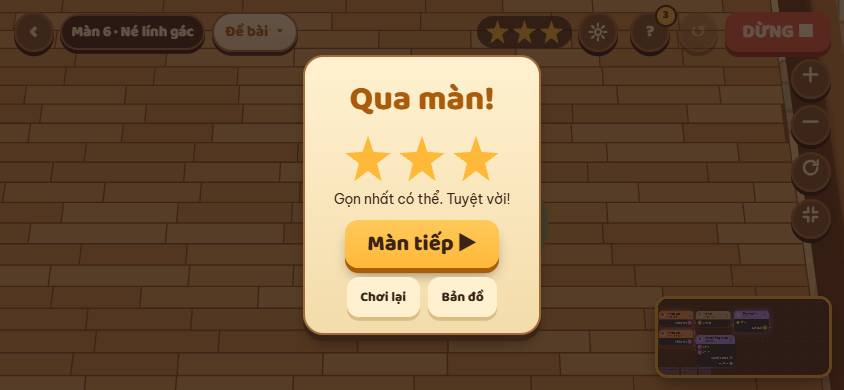 Màn 6 • Né lính gác
Đề bài
?
3
DỪNG
Qua màn!
Gọn nhất có thể. Tuyệt vời!
Màn tiếp ▶
Chơi lại
Bản đồ